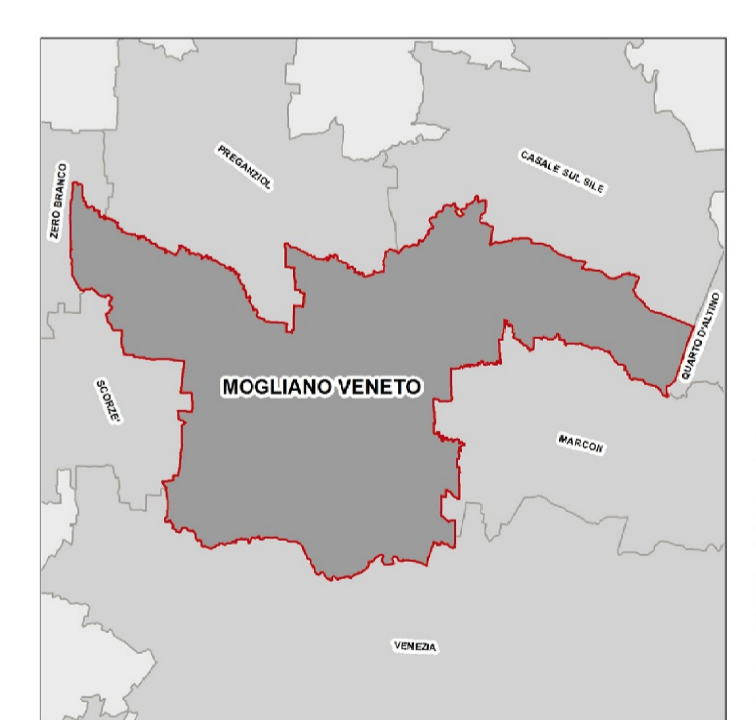 PREGANZIOL
CASALE SUL SILE
ZERO BRANCO
QUARTO D'ALTINO
MOGLIANO VENETO
SCORZE'
MARCON
VENEZIA